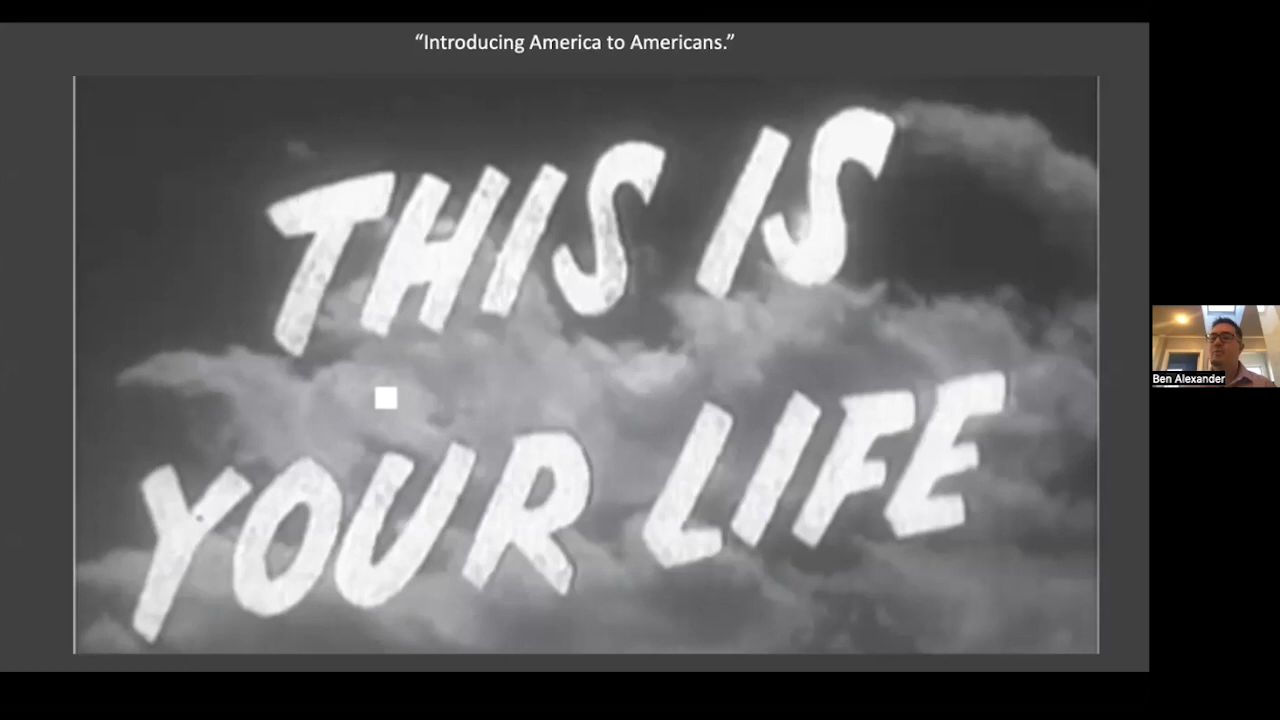 “Introducing America to Americans.”
THIS IS
YOUR LIFE
Ben Alexander